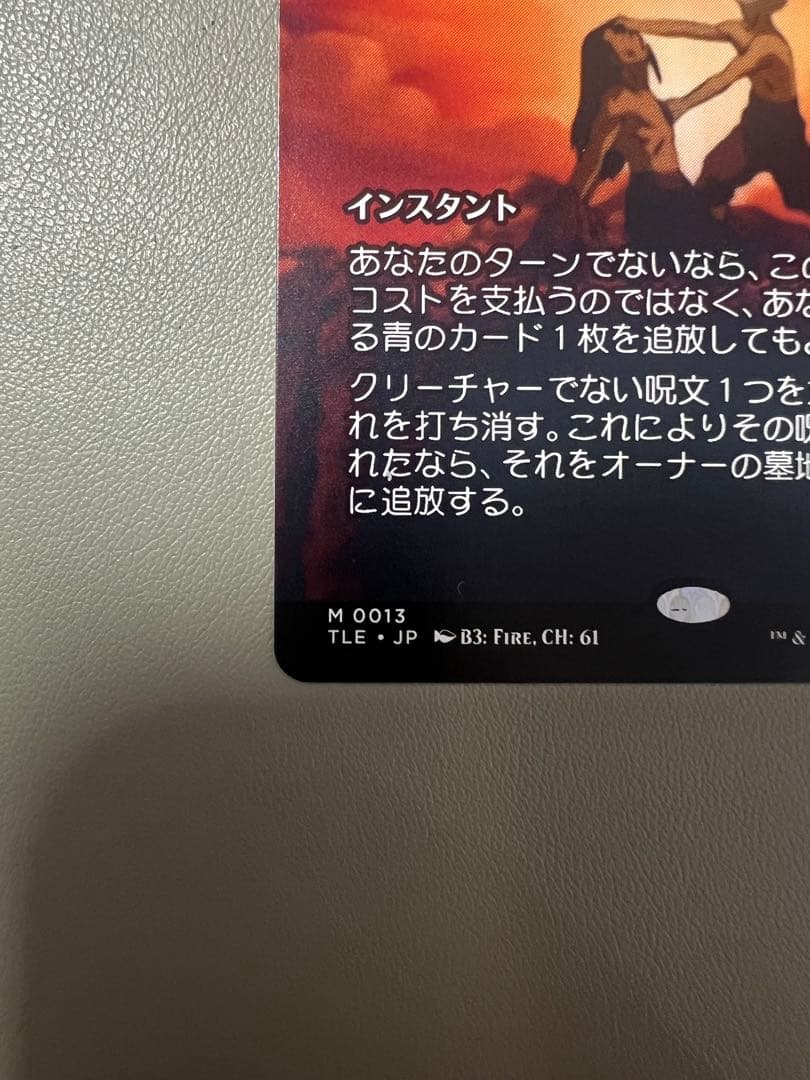 インスタント
あなたのターンでないなら、この
コストを支払うのではなく、あな
る青のカード1枚を追放してもよ
クリーチャーでない呪文1つを
れを打ち消す。これによりその呪
れたなら、それをオーナーの墓地
に追放する。
M 0013
TLE • JP B3: FIRE, CH: 61
™ &